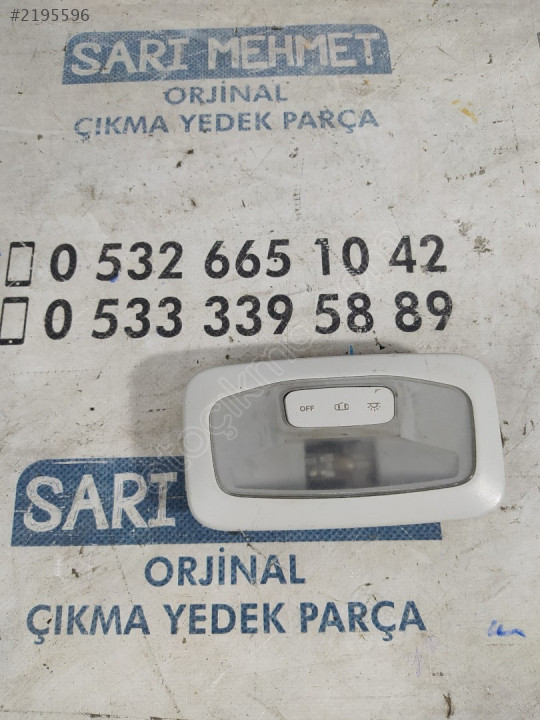 #2195596
SARI MEHMET
ORJİNAL
ÇIKMA YEDEK PARÇA
0 532 665 10 42
0 533 339 58 89
OFF
SARI
ORJİNAL
ÇIKMA YEDEK PARÇA